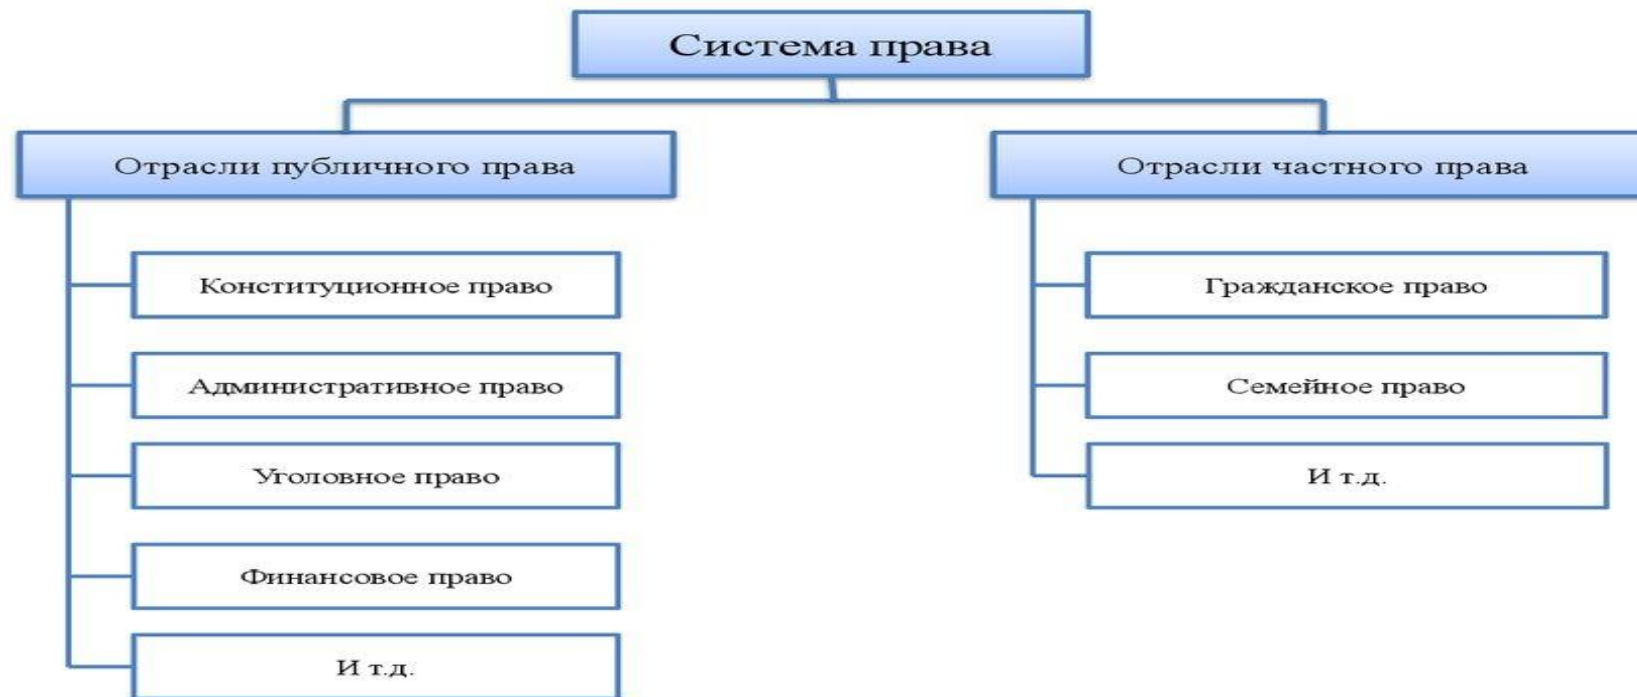 Система права
Отрасли публичного права
Конституционное право
Административное право
Уголовное право
Финансовое право
И т.д.
Отрасли частного права
Гражданское право
Семейное право
И т.д.